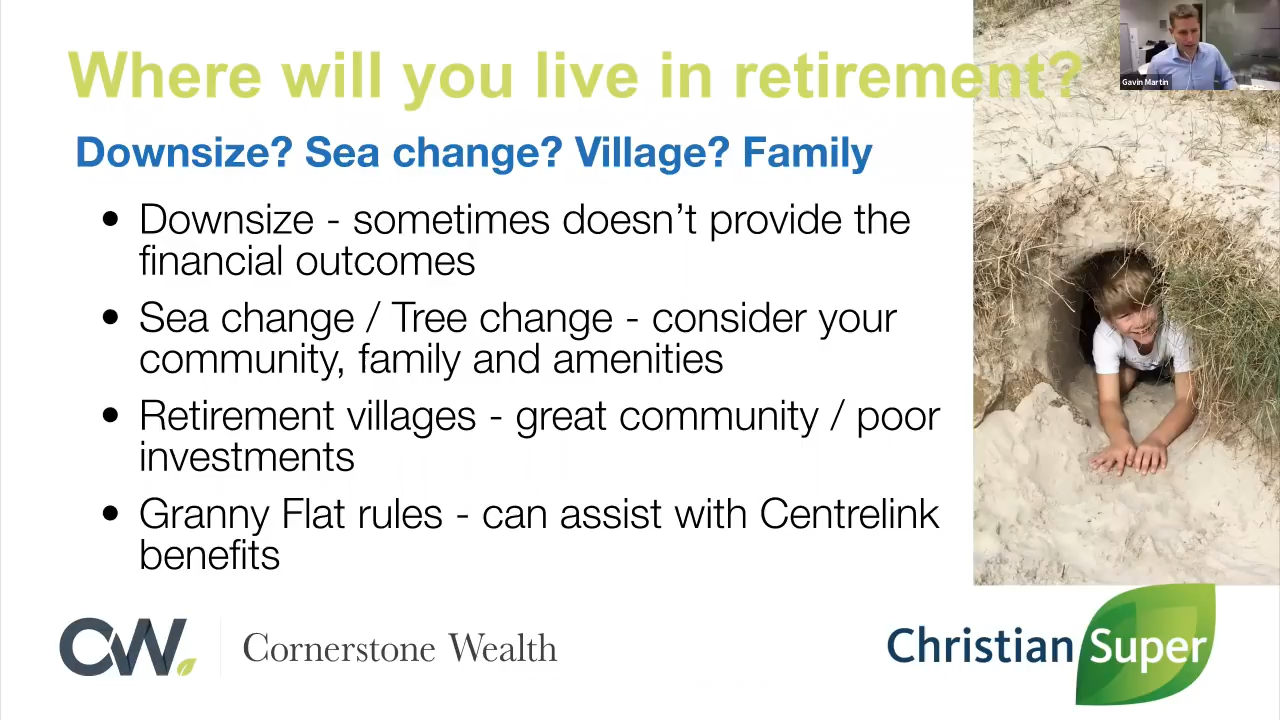 Where will you live in retirement?
Gavin Martin
Downsize? Sea change? Village? Family
• Downsize - sometimes doesn’t provide the
financial outcomes
• Sea change / Tree change - consider your
community, family and amenities
• Retirement villages - great community / poor
investments
• Granny Flat rules - can assist with Centrelink
benefits
CW.
Cornerstone Wealth
Christian Super